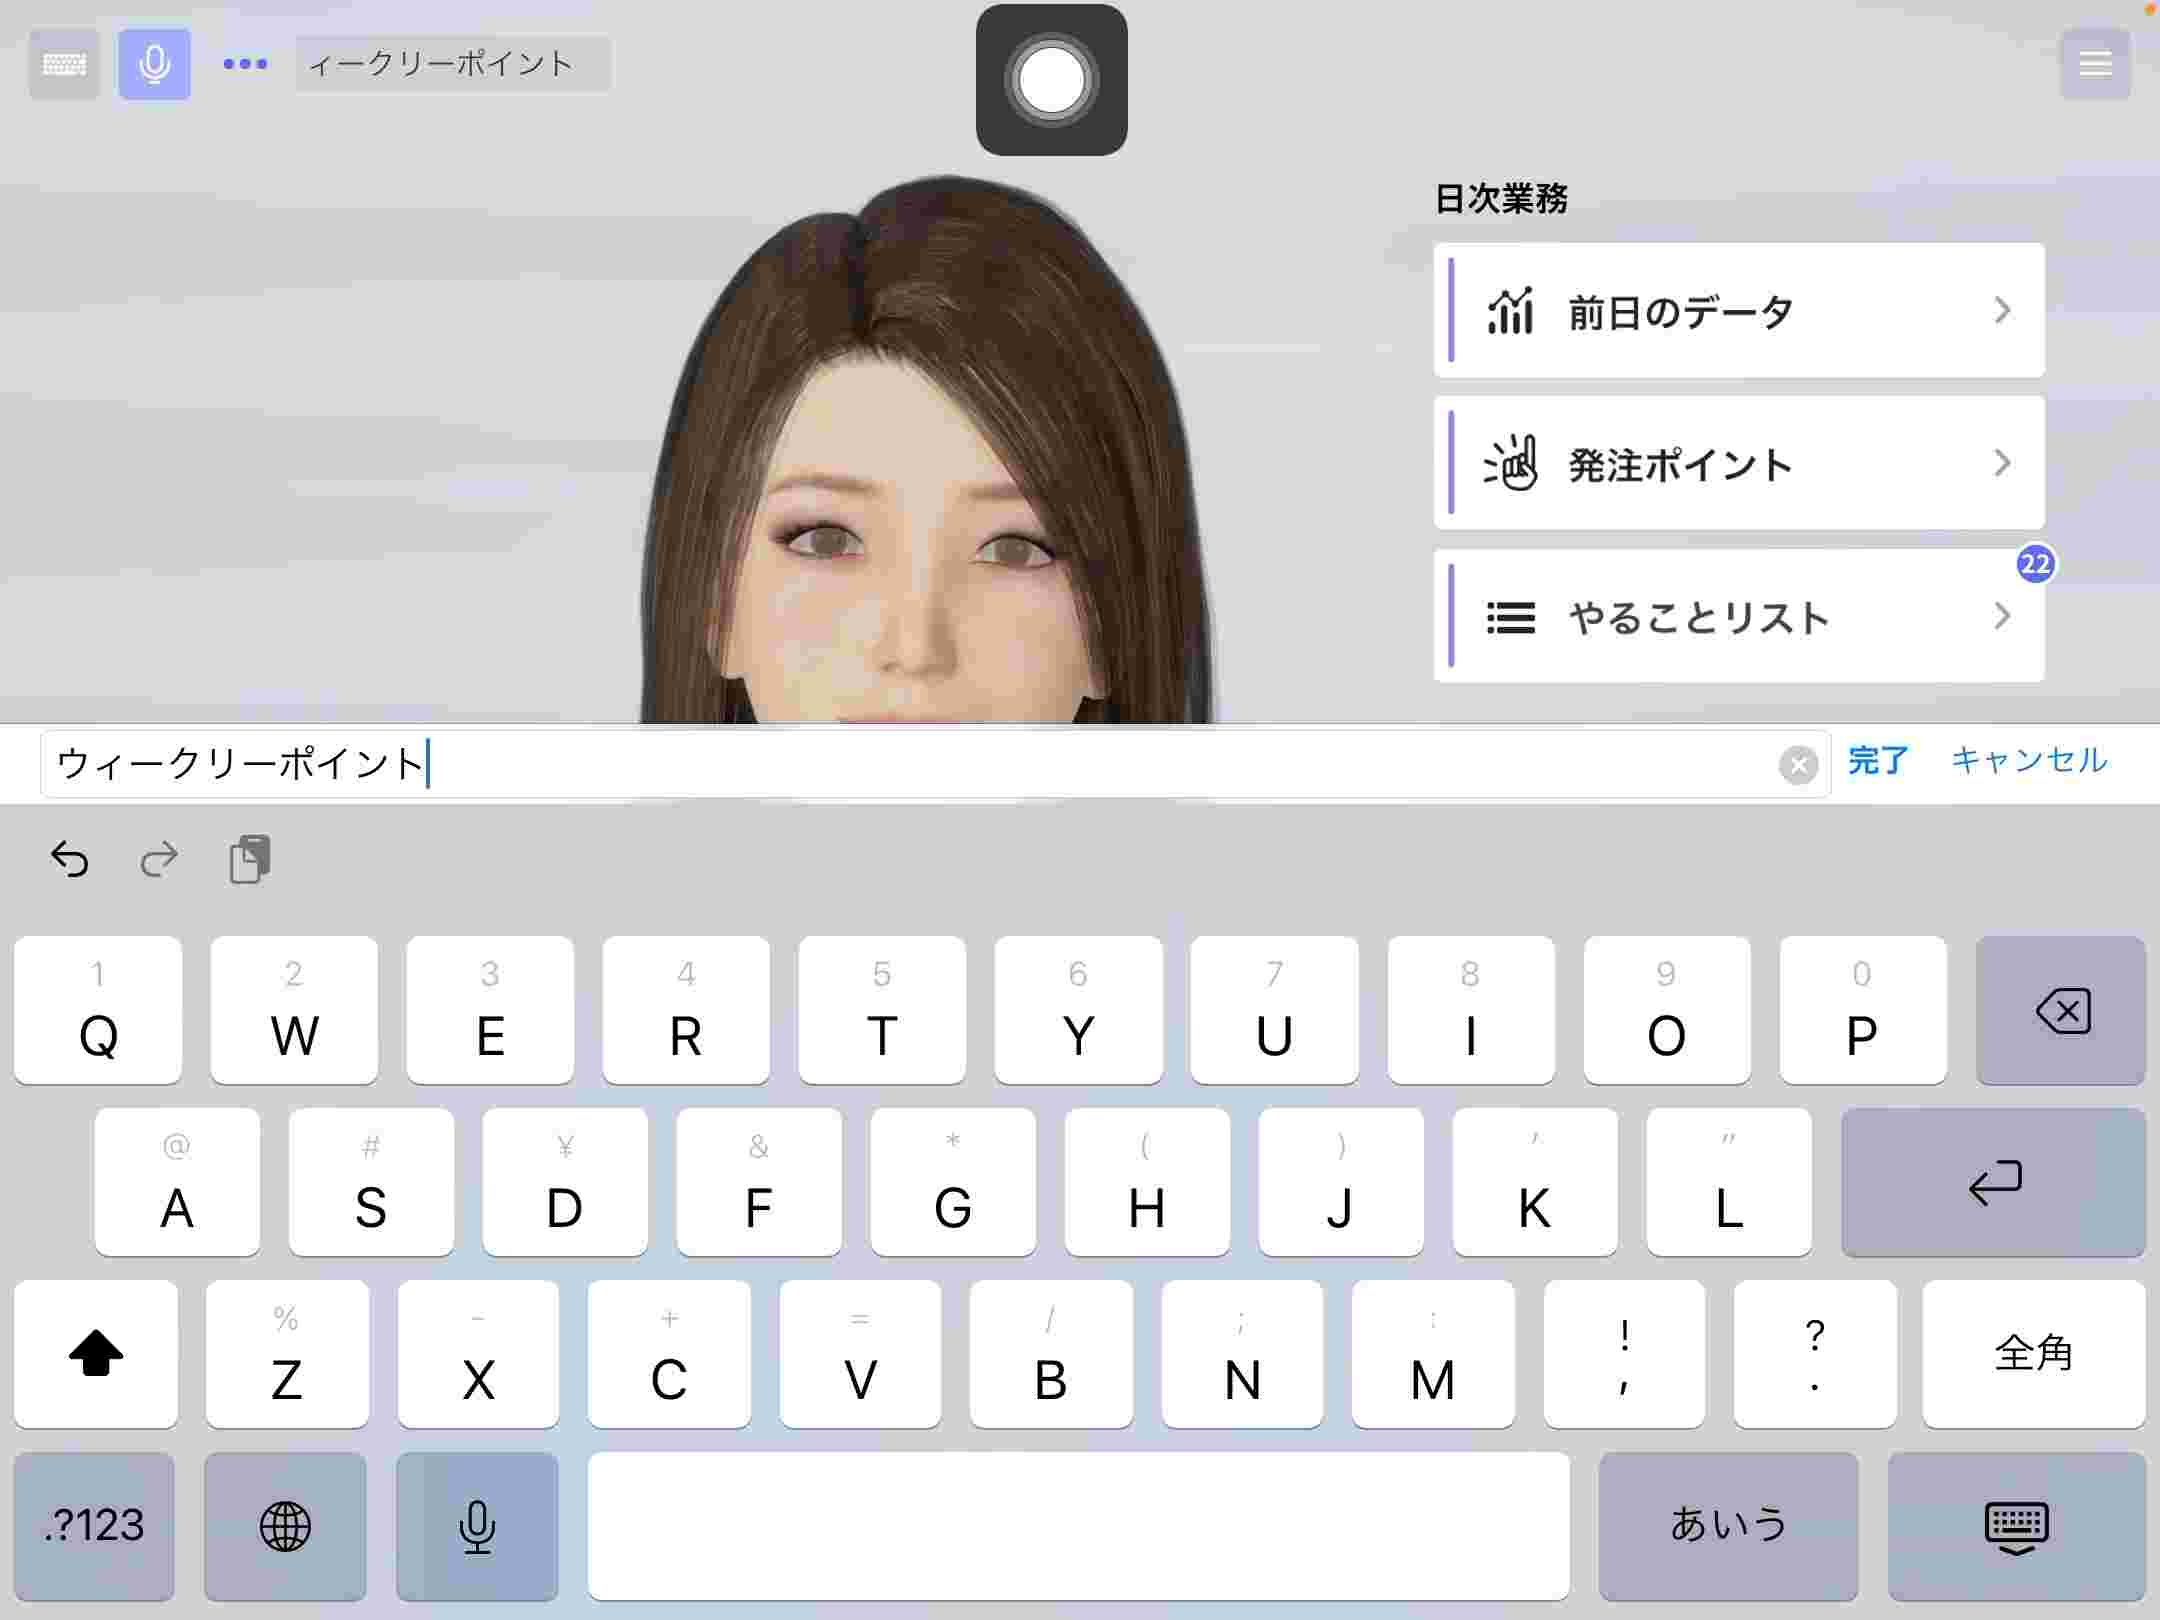 ィークリーポイント
日次業務
前日のデータ
発注ポイント
22
やることリスト
ウィークリーポイント 完了 キャンセル
1 2 3 4 5 6 7 8 9 0
Q W E R T Y U I O P
@ # ¥ & * ( ) ' "
A S D F G H J K L
% - + = / ; : ! ?
Z X C V B N M , . 全角
.?123 あいう